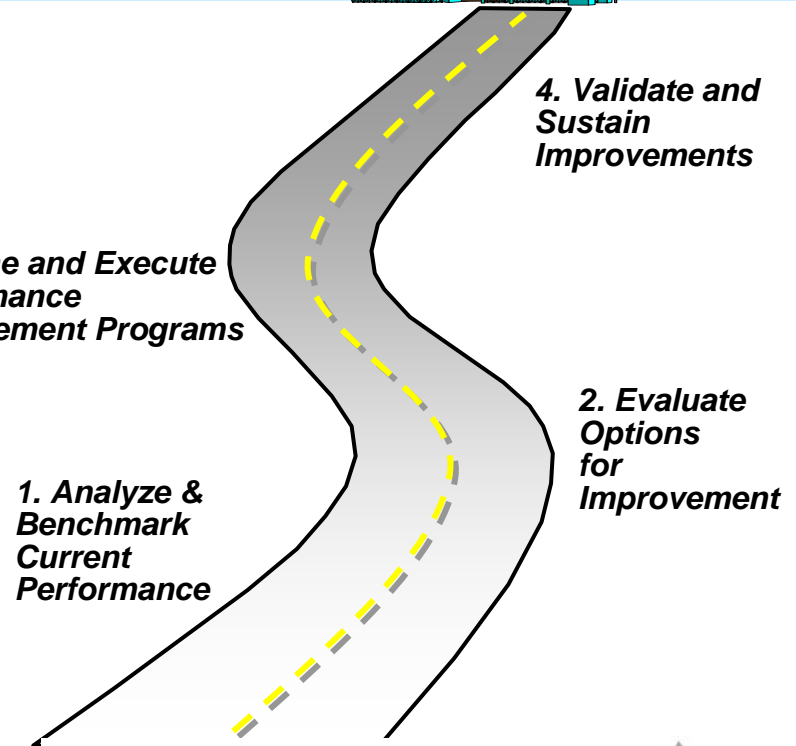 4. Validate and
Sustain
Improvements
and Execute
Programs
2. Evaluate
Options
for
Improvement
1. Analyze &
Benchmark
Current
Performance